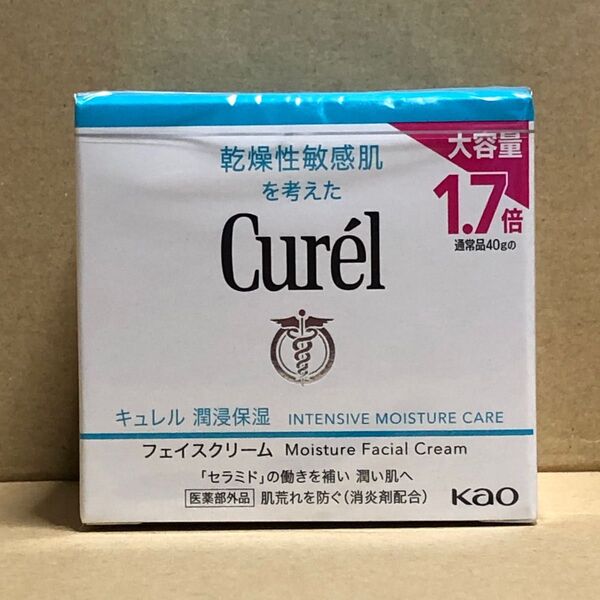 乾燥性敏感肌
を考えた
Curél
大容量
1.7倍
通常品40gの
キュレル 潤浸保湿 INTENSIVE MOISTURE CARE
フェイスクリーム Moisture Facial Cream
「セラミド」の働きを補い 潤い肌へ
医薬部外品 肌荒れを防ぐ(消炎剤配合)
Kao